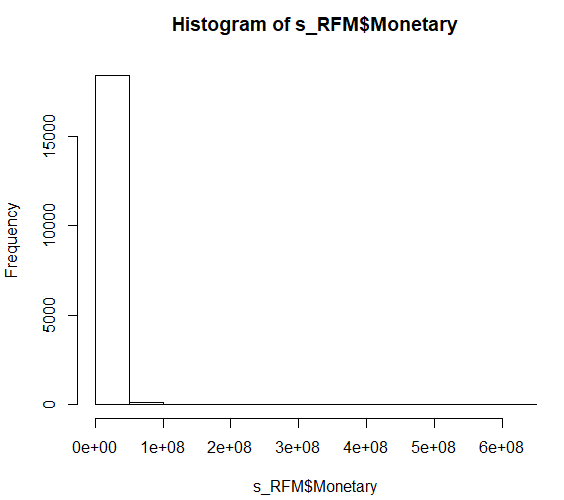 Histogram of s_RFM$Monetary
Frequency
15000
10000
5000
0
0e+00 1e+08 2e+08 3e+08 4e+08 5e+08 6e+08
s_RFM$Monetary